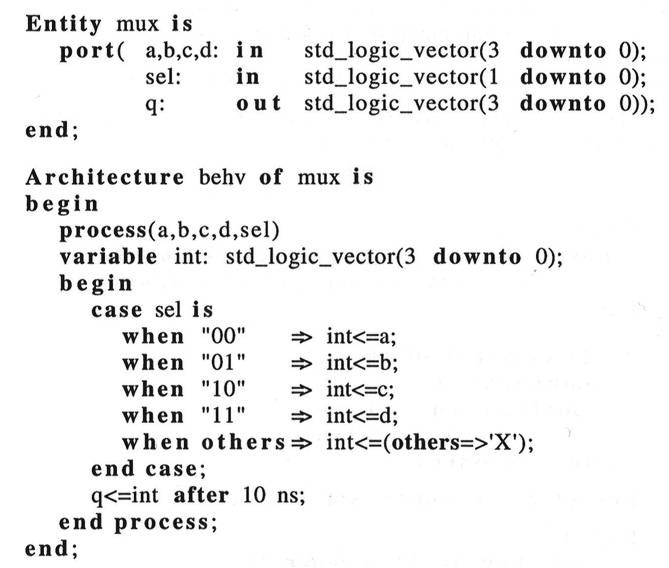 Entity mux is
port( a,b,c,d: in std_logic_vector(3 downto 0);
sel: in std_logic_vector(1 downto 0);
q: out std_logic_vector(3 downto 0));
end;
Architecture behv of mux is
begin
process(a,b,c,d,sel)
variable int: std_logic_vector(3 downto 0);
begin
case sel is
when "00" => int<=a;
when "01" => int<=b;
when "10" => int<=c;
when "11" => int<=d;
when others=> int<=(others=>'X');
end case;
q<=int after 10 ns;
end process;
end;